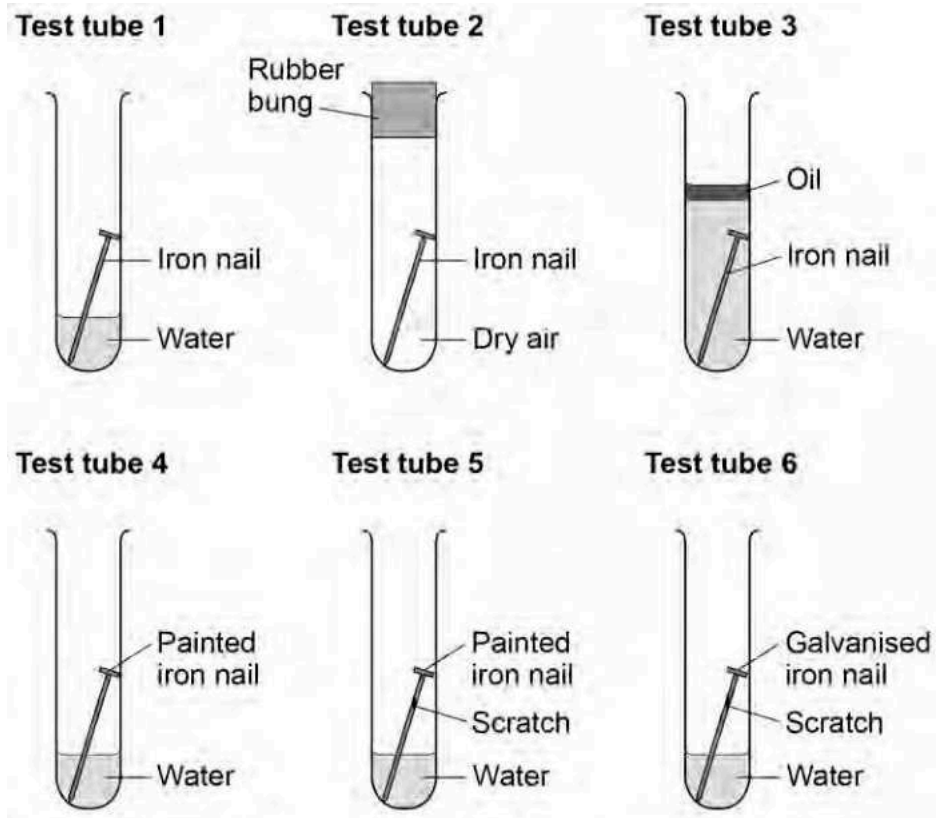 Test tube 1
Test tube 2
Test tube 3
Rubber
bung
Oil
Iron nail
Iron nail
Iron nail
Water
Dry air
Water
Test tube 4
Test tube 5
Test tube 6
Painted
iron nail
Painted
iron nail
Galvanised
iron nail
Scratch
Scratch
Water
Water
Water